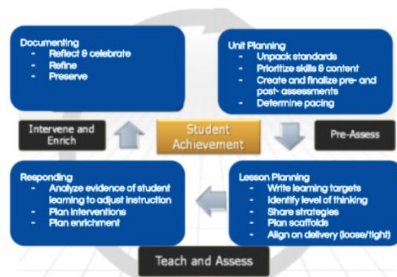 Documenting
- Reflect & celebrate
- Refine
- Preserve
Unit Planning
- Unpack standards
- Prioritize skills & content
- Create and finalize pre- and
post- assessments
- Determine pacing
Intervene and
Enrich
Student
Achievement
Pre-Assess
Responding
- Analyze evidence of student
learning to adjust instruction
- Plan interventions
- Plan enrichment
Lesson Planning
- Write learning targets
- Identify level of thinking
- Share strategies
- Plan scaffolds
- Align on delivery (loose/tight)
Teach and Assess